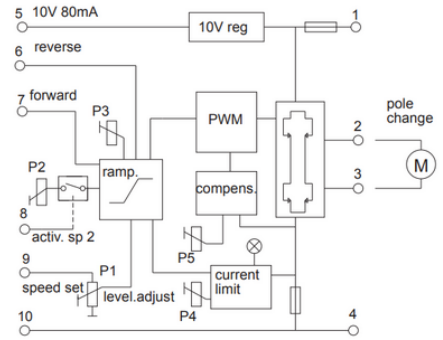 5 10V 80mA
10V reg
1
6 reverse
7 forward
P3
PWM
2
pole
change
P2
ramp.
M
3
compens.
8
activ. sp 2
P5
9
P1
speed set
level.adjust
current
limit
P4
10
4